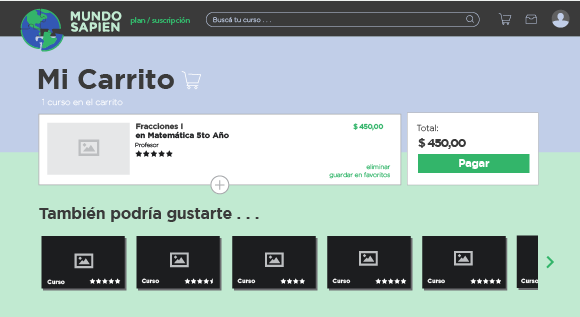 MUNDO
SAPIEN
plan / suscripción
Buscá tu curso . . .
Mi Carrito
1 curso en el carrito
Fracciones I
en Matemática 5to Año
Profesor
$ 450,00
eliminar
guardar en favoritos
Total:
$ 450,00
Pagar
También podría gustarte . . .
Curso
Curso
Curso
Curso
Curso
Curso